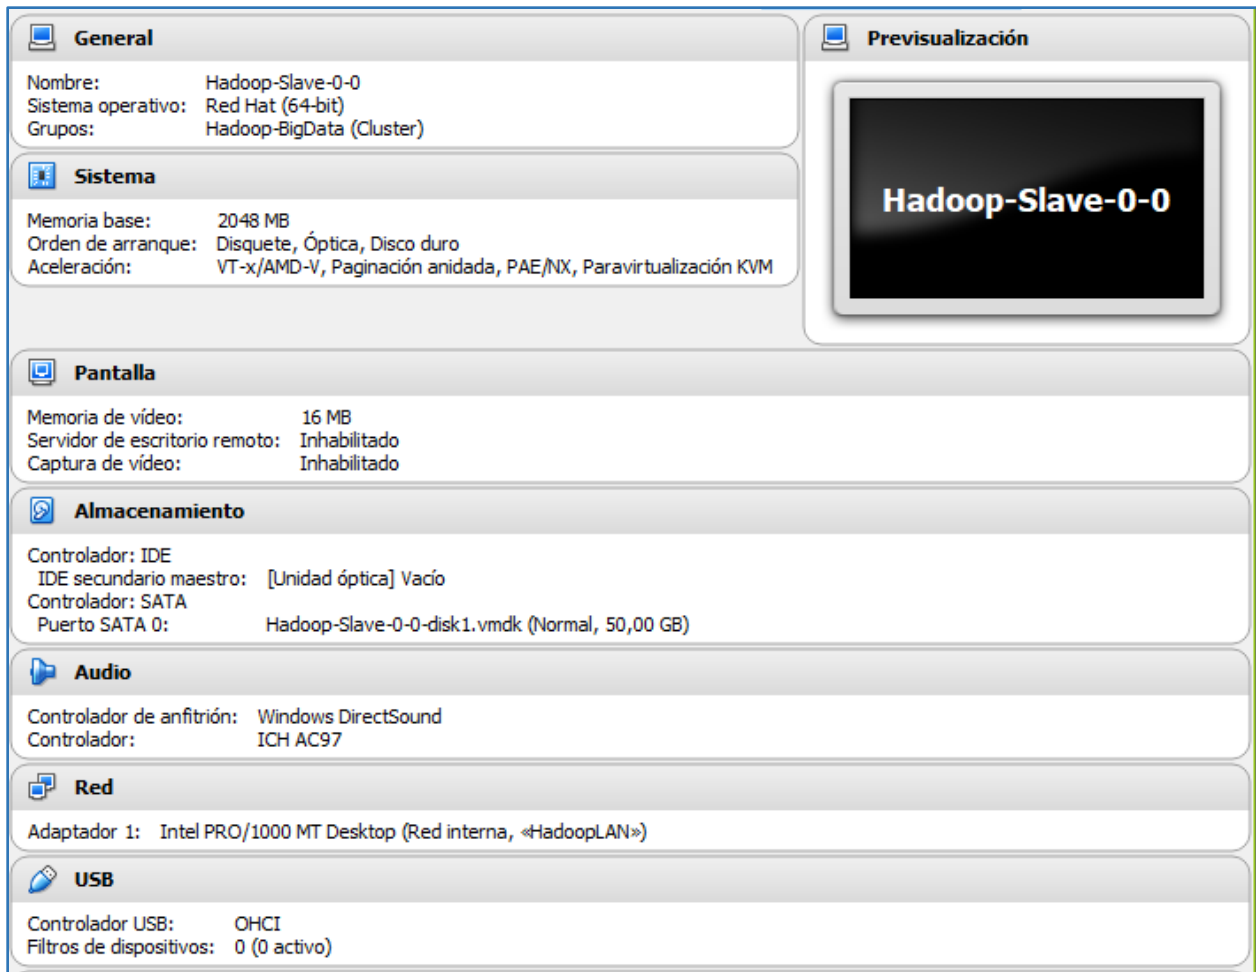 General
Nombre: Hadoop-Slave-0-0
Sistema operativo: Red Hat (64-bit)
Grupos: Hadoop-BigData (Cluster)
Sistema
Memoria base: 2048 MB
Orden de arranque: Disquete, Óptica, Disco duro
Aceleración: VT-x/AMD-V, Paginación anidada, PAE/NX, Paravirtualización KVM
Previsualización
Hadoop-Slave-0-0
Pantalla
Memoria de vídeo: 16 MB
Servidor de escritorio remoto: Inhabilitado
Captura de vídeo: Inhabilitado
Almacenamiento
Controlador: IDE
IDE secundario maestro: [Unidad óptica] Vacío
Controlador: SATA
Puerto SATA 0: Hadoop-Slave-0-0-disk1.vmdk (Normal, 50,00 GB)
Audio
Controlador de anfitrión: Windows DirectSound
Controlador: ICH AC97
Red
Adaptador 1: Intel PRO/1000 MT Desktop (Red interna, «HadoopLAN»)
USB
Controlador USB: OHCI
Filtros de dispositivos: 0 (0 activo)